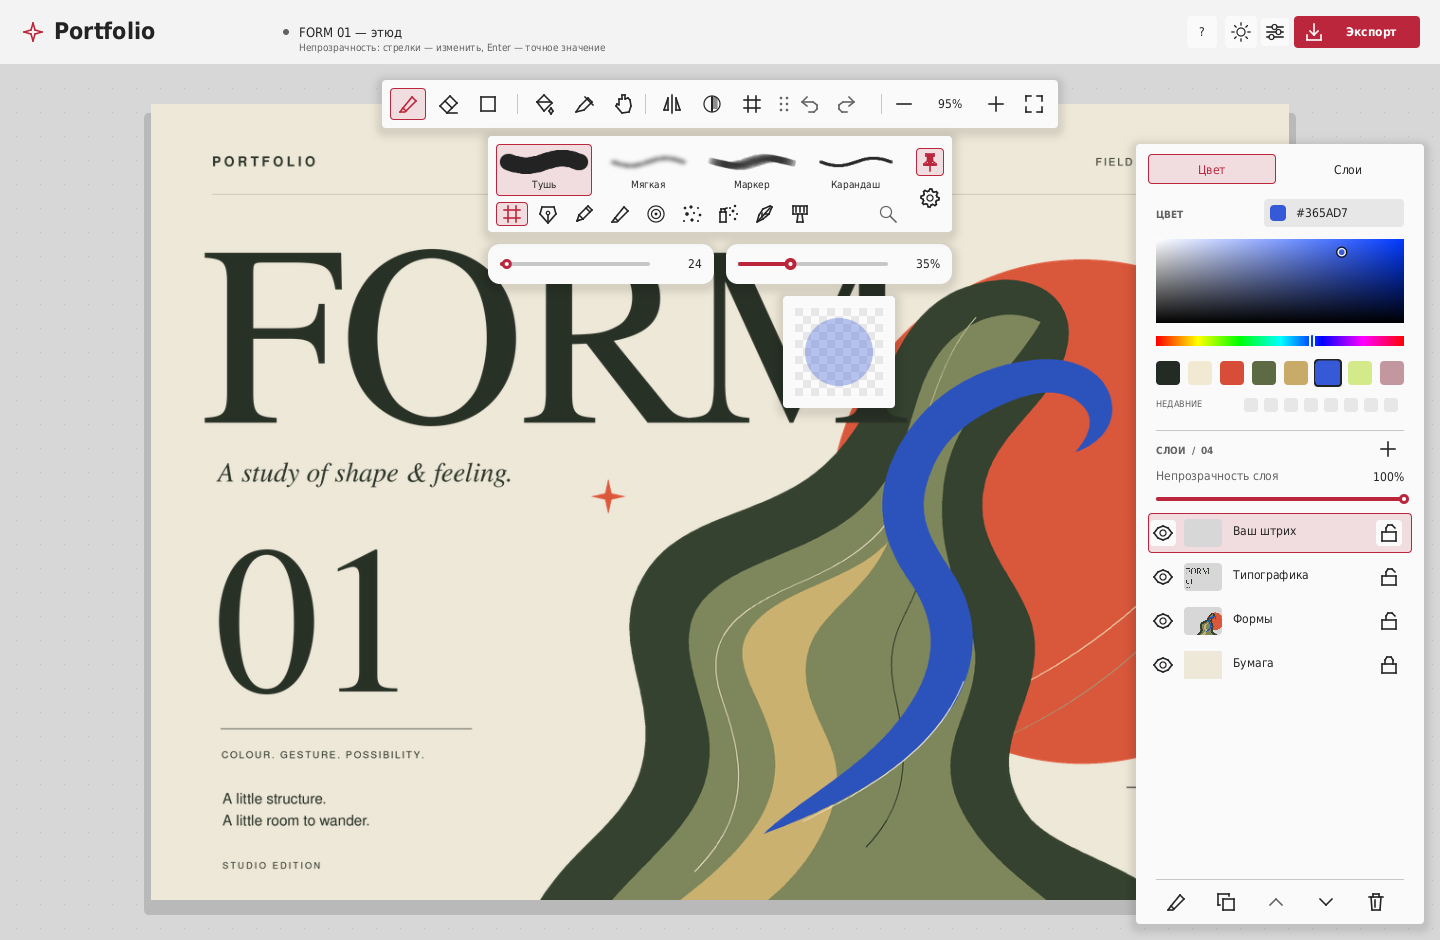 Portfolio
FORM 01 — этюд
Непрозрачность: стрелки — изменить, Enter — точное значение
?
Экспорт
95%
Тушь
Мягкая
Маркер
Карандаш
24
35%
PORTFOLIO
FIELD
FORM
A study of shape & feeling.
01
COLOUR. GESTURE. POSSIBILITY.
A little structure.
A little room to wander.
STUDIO EDITION
Цвет
Слои
ЦВЕТ
#365AD7
НЕДАВНИЕ
СЛОИ / 04
Непрозрачность слоя
100%
Ваш штрих
Типографика
Формы
Бумага